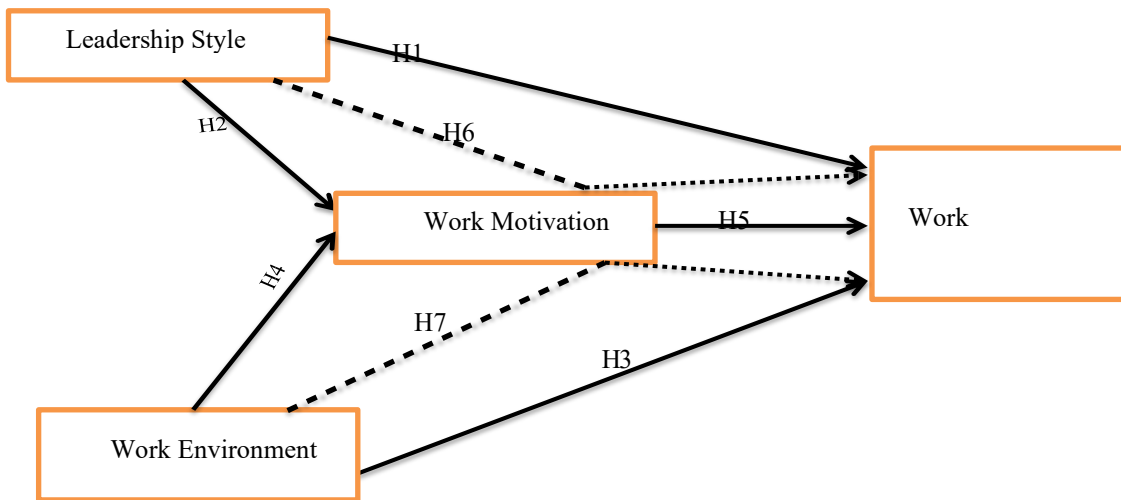 Leadership Style
H1
H2
H6
Work Motivation
H5
Work
H4
H7
H3
Work Environment